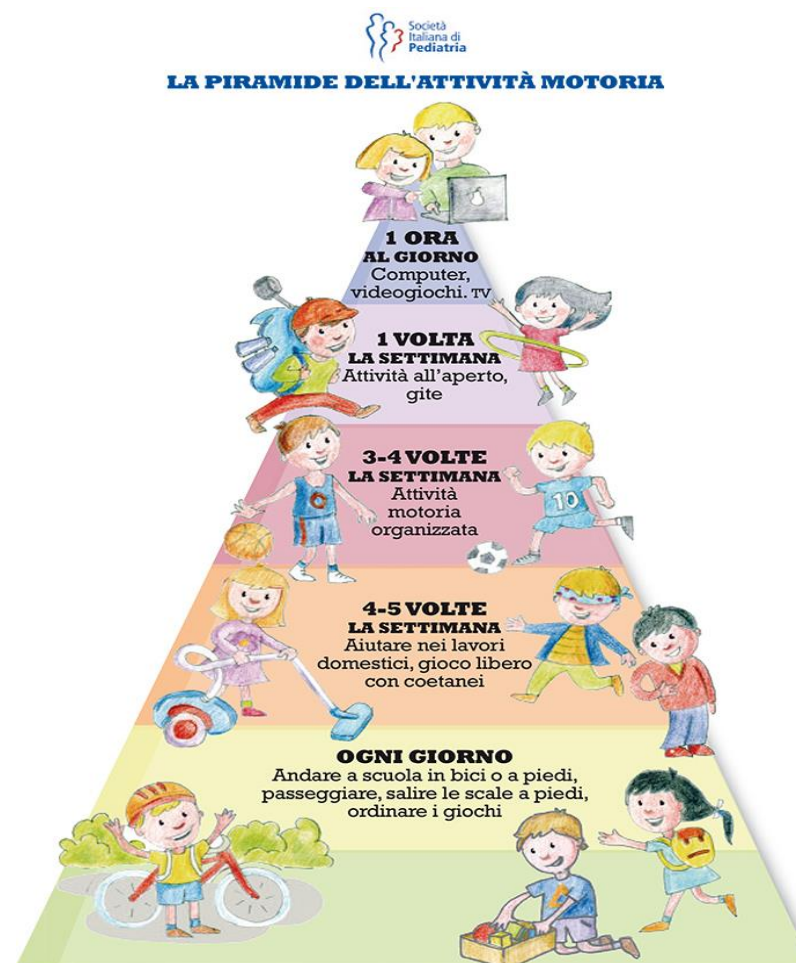 Società
Italiana di
Pediatria
LA PIRAMIDE DELL'ATTIVITÀ MOTORIA
1 ORA
AL GIORNO
Computer,
videogiochi. TV
1 VOLTA
LA SETTIMANA
Attività all'aperto,
gite
3-4 VOLTE
LA SETTIMANA
Attività
motoria
organizzata
10
4-5 VOLTE
LA SETTIMANA
Aiutare nei lavori
domestici, gioco libero
con coetanei
OGNI GIORNO
Andare a scuola in bici o a piedi,
passeggiare, salire le scale a piedi,
ordinare i giochi